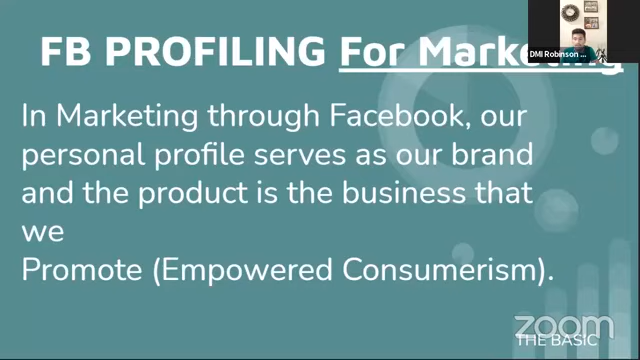 FB PROFILING For Marketing
DMI Robinson ...
In Marketing through Facebook, our
personal profile serves as our brand
and the product is the business that
we
Promote (Empowered Consumerism).
zoom
THE BASIC